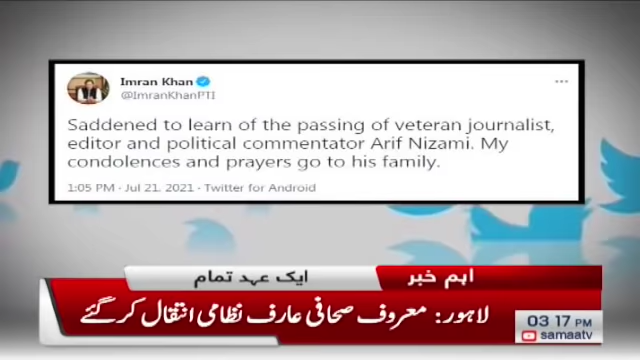 Imran Khan
@ImranKhanPTI
Saddened to learn of the passing of veteran journalist,
editor and political commentator Arif Nizami. My
condolences and prayers go to his family.
1:05 PM · Jul 21, 2021 · Twitter for Android
اہم خبر
ایک عہد تمام
لاہور: معروف صحافی عارف نظامی انتقال کر گئے
03 17 PM
samaatv